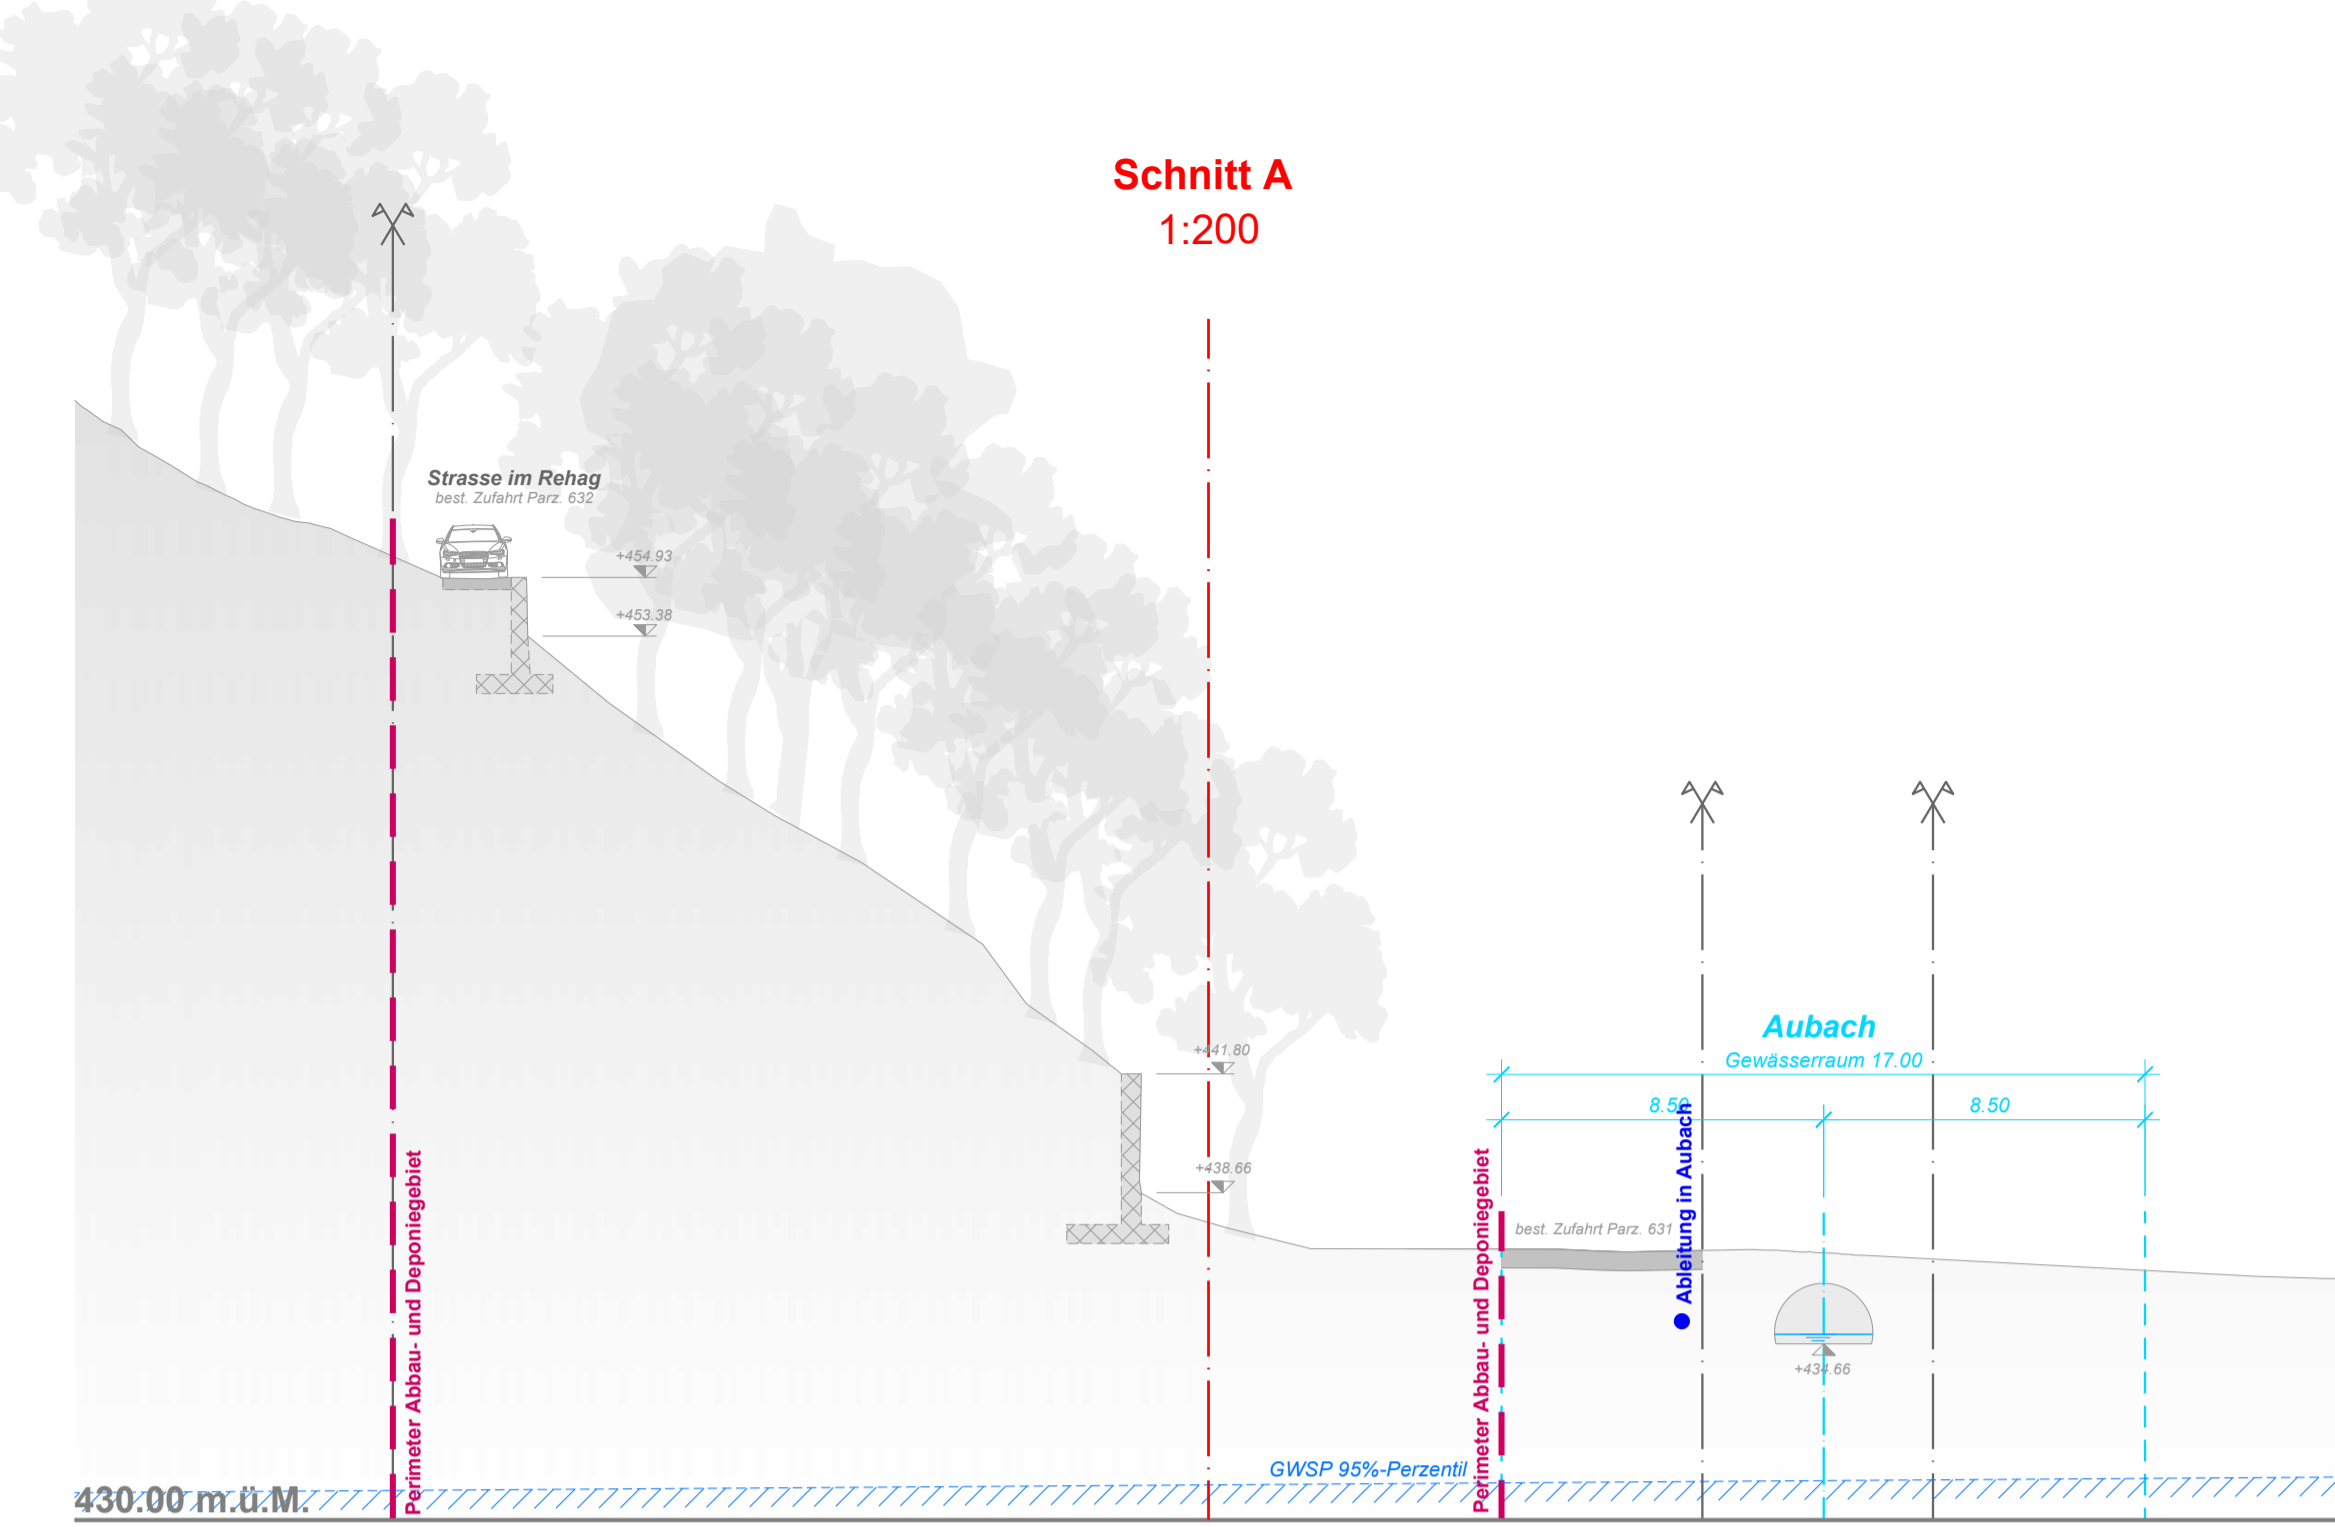 Schnitt A
1:200
Strasse im Rehag
best. Zufahrt Parz. 632
+454.93
+453.38
Aubach
Gewässerraum 17.00
+441.80
8.50
8.50
Ableitung in Aubach
+438.66
best. Zufahrt Parz. 631
Perimeter Abbau- und Deponiegebiet
Perimeter Abbau- und Deponiegebiet
+434.66
GWSP 95%-Perzentil
430.00 m.ü.M.